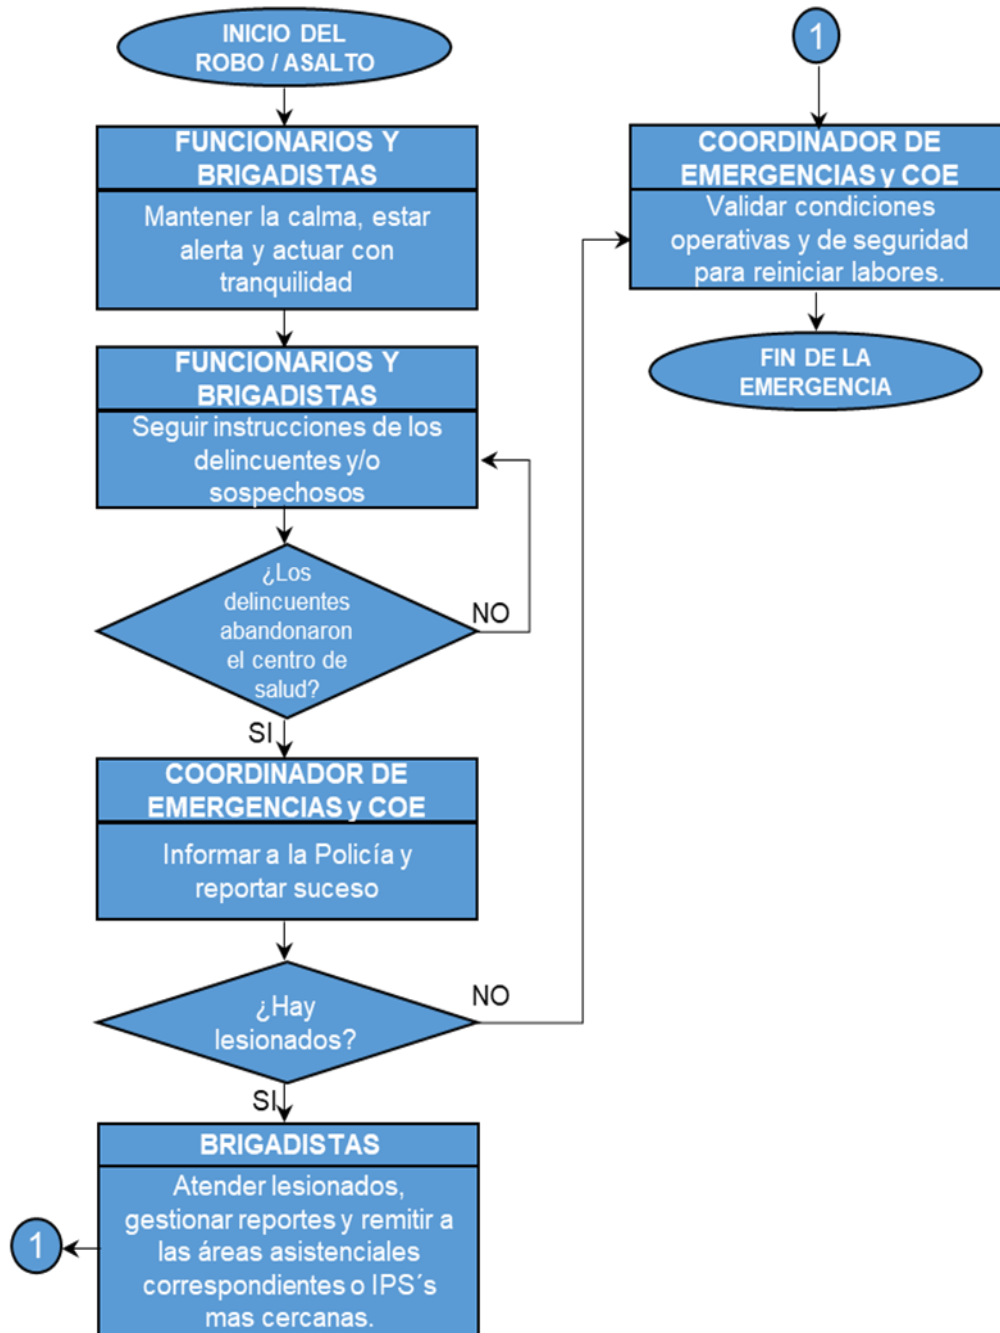 INICIO DEL
ROBO / ASALTO
FUNCIONARIOS Y
BRIGADISTAS
Mantener la calma, estar
alerta y actuar con
tranquilidad
FUNCIONARIOS Y
BRIGADISTAS
Seguir instrucciones de los
delincuentes y/o
sospechosos
¿Los
delincuentes
abandonaron
el centro de
salud?
NO
SI
COORDINADOR DE
EMERGENCIAS y COE
Informar a la Policía y
reportar suceso
¿Hay
lesionados?
NO
SI
BRIGADISTAS
Atender lesionados,
gestionar reportes y remitir a
las áreas asistenciales
correspondientes o IPS´s
mas cercanas.
1
1
COORDINADOR DE
EMERGENCIAS y COE
Validar condiciones
operativas y de seguridad
para reiniciar labores.
FIN DE LA
EMERGENCIA